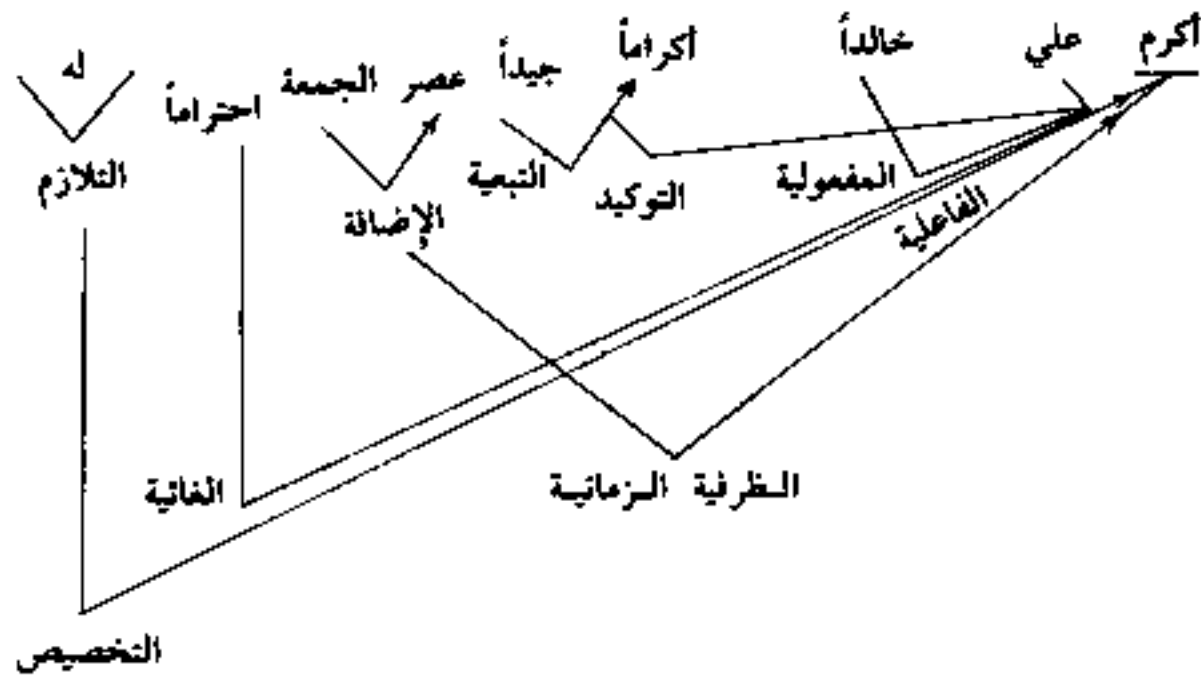 أكرم علي خالداً أكراماً جيداً عصر الجمعة احتراماً له
المفعولية التوكيد التبعية الإضافة التلازم
الفاعلية
الظرفية الزمانية الغائية
التخصيص